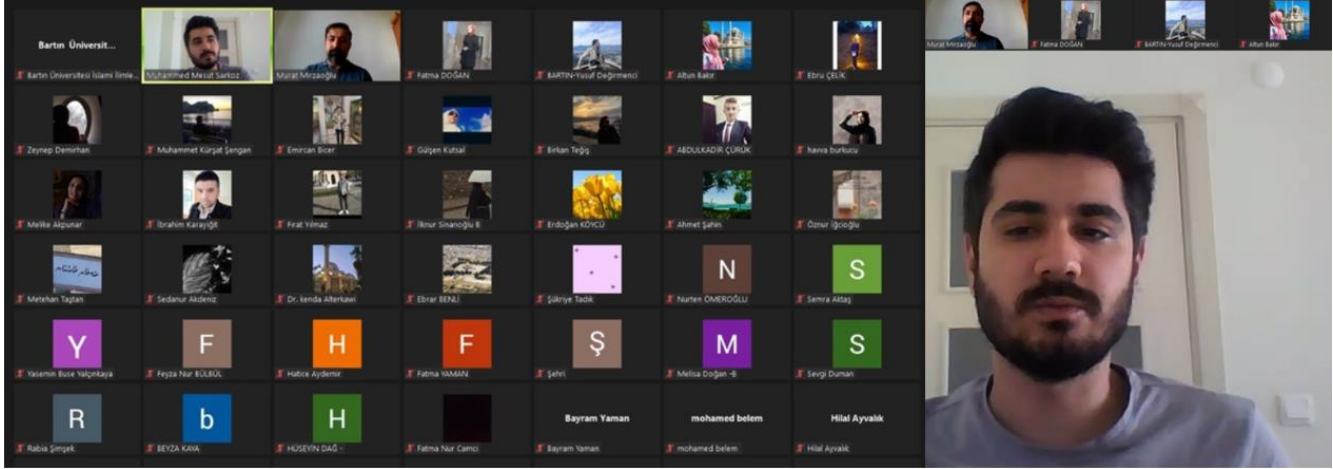 Bartın Üniversit...
Bartın Üniversitesi İslami İlimle...
Muhammed Mesut Sarkoz
Murat Mirzaoğlu
Fatma DOĞAN
BARTIN-Yusuf Değirmenci
Altun Bakır
Ebru ÇELİK
Murat Mirzaoğlu
Fatma DOĞAN
BARTIN-Yusuf Değirmenci
Altun Bakır
Zeynep Demirhan
Muhammet Kürşat Şengan
Emircan Bicer
Gülşen Kutsal
Birkan Teğiş
ABDULKADİR ÇÜRÜK
havva burkucu
Melike Akpunar
İbrahim Karayiğit
Fırat Yılmaz
İlknur Sinanoğlu B
Erdoğan KÖYCÜ
Ahmet Şahin
Öznur İğcioğlu
Metehan Taştan
Sedanur Akdeniz
Dr. kenda Alterkawi
Ebrar BENLİ
Şükriye Tadik
N
Nurten ÖMEROĞLU
S
Semra Aktaş
Y
Yasemin Buse Yalçınkaya
F
Feyza Nur BÜLBÜL
H
Hatice Aydemir
F
Fatma YAMAN
Ş
Şehri
M
Melisa Doğan -B
S
Sevgi Duman
R
Rabia Şimşek
b
BEYZA KAYA
H
HÜSEYİN DAĞ -
Fatma Nur Camcı
Bayram Yaman
Bayram Yaman
mohamed belem
mohamed belem
Hilal Ayvalık
Hilal Ayvalık